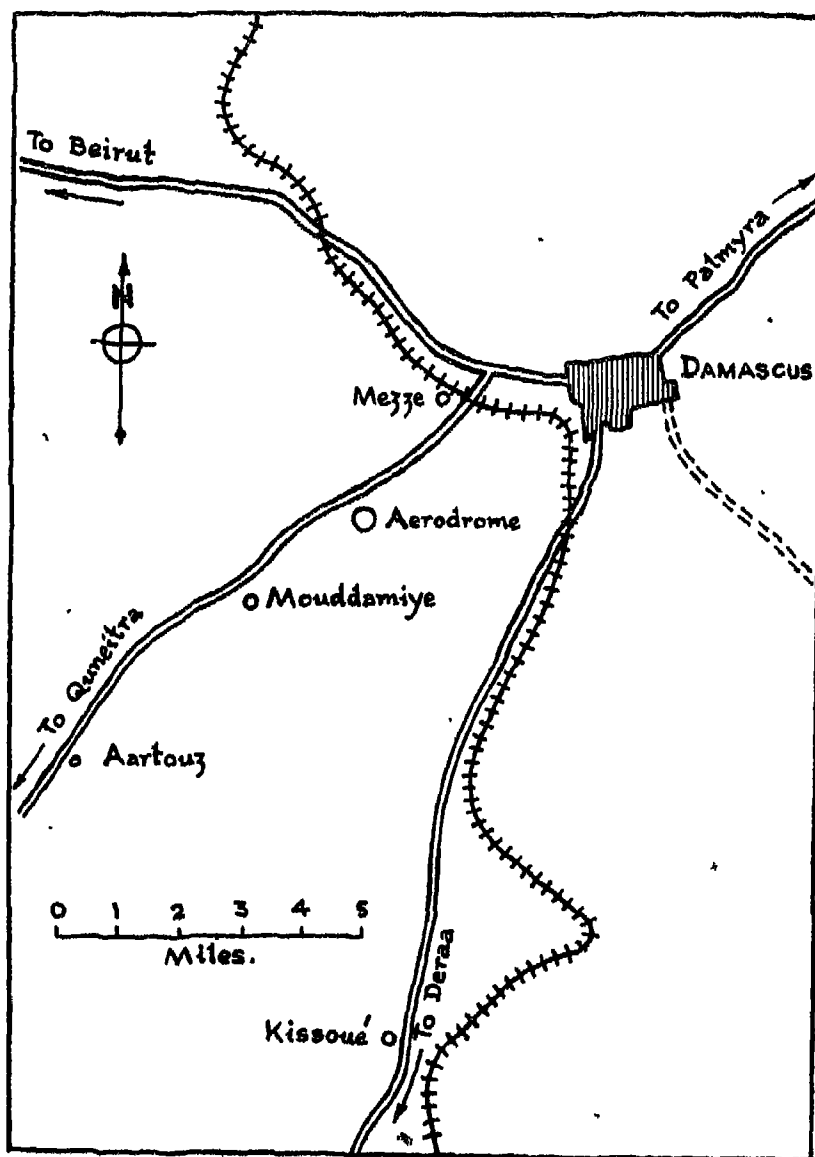 To Beirut
To Palmyra
N
DAMASCUS
Mezze
Aerodrome
Mouddamiye
To Quneitra
Aartouz
0 1 2 3 4 5
Miles.
To Deraa
Kissoué